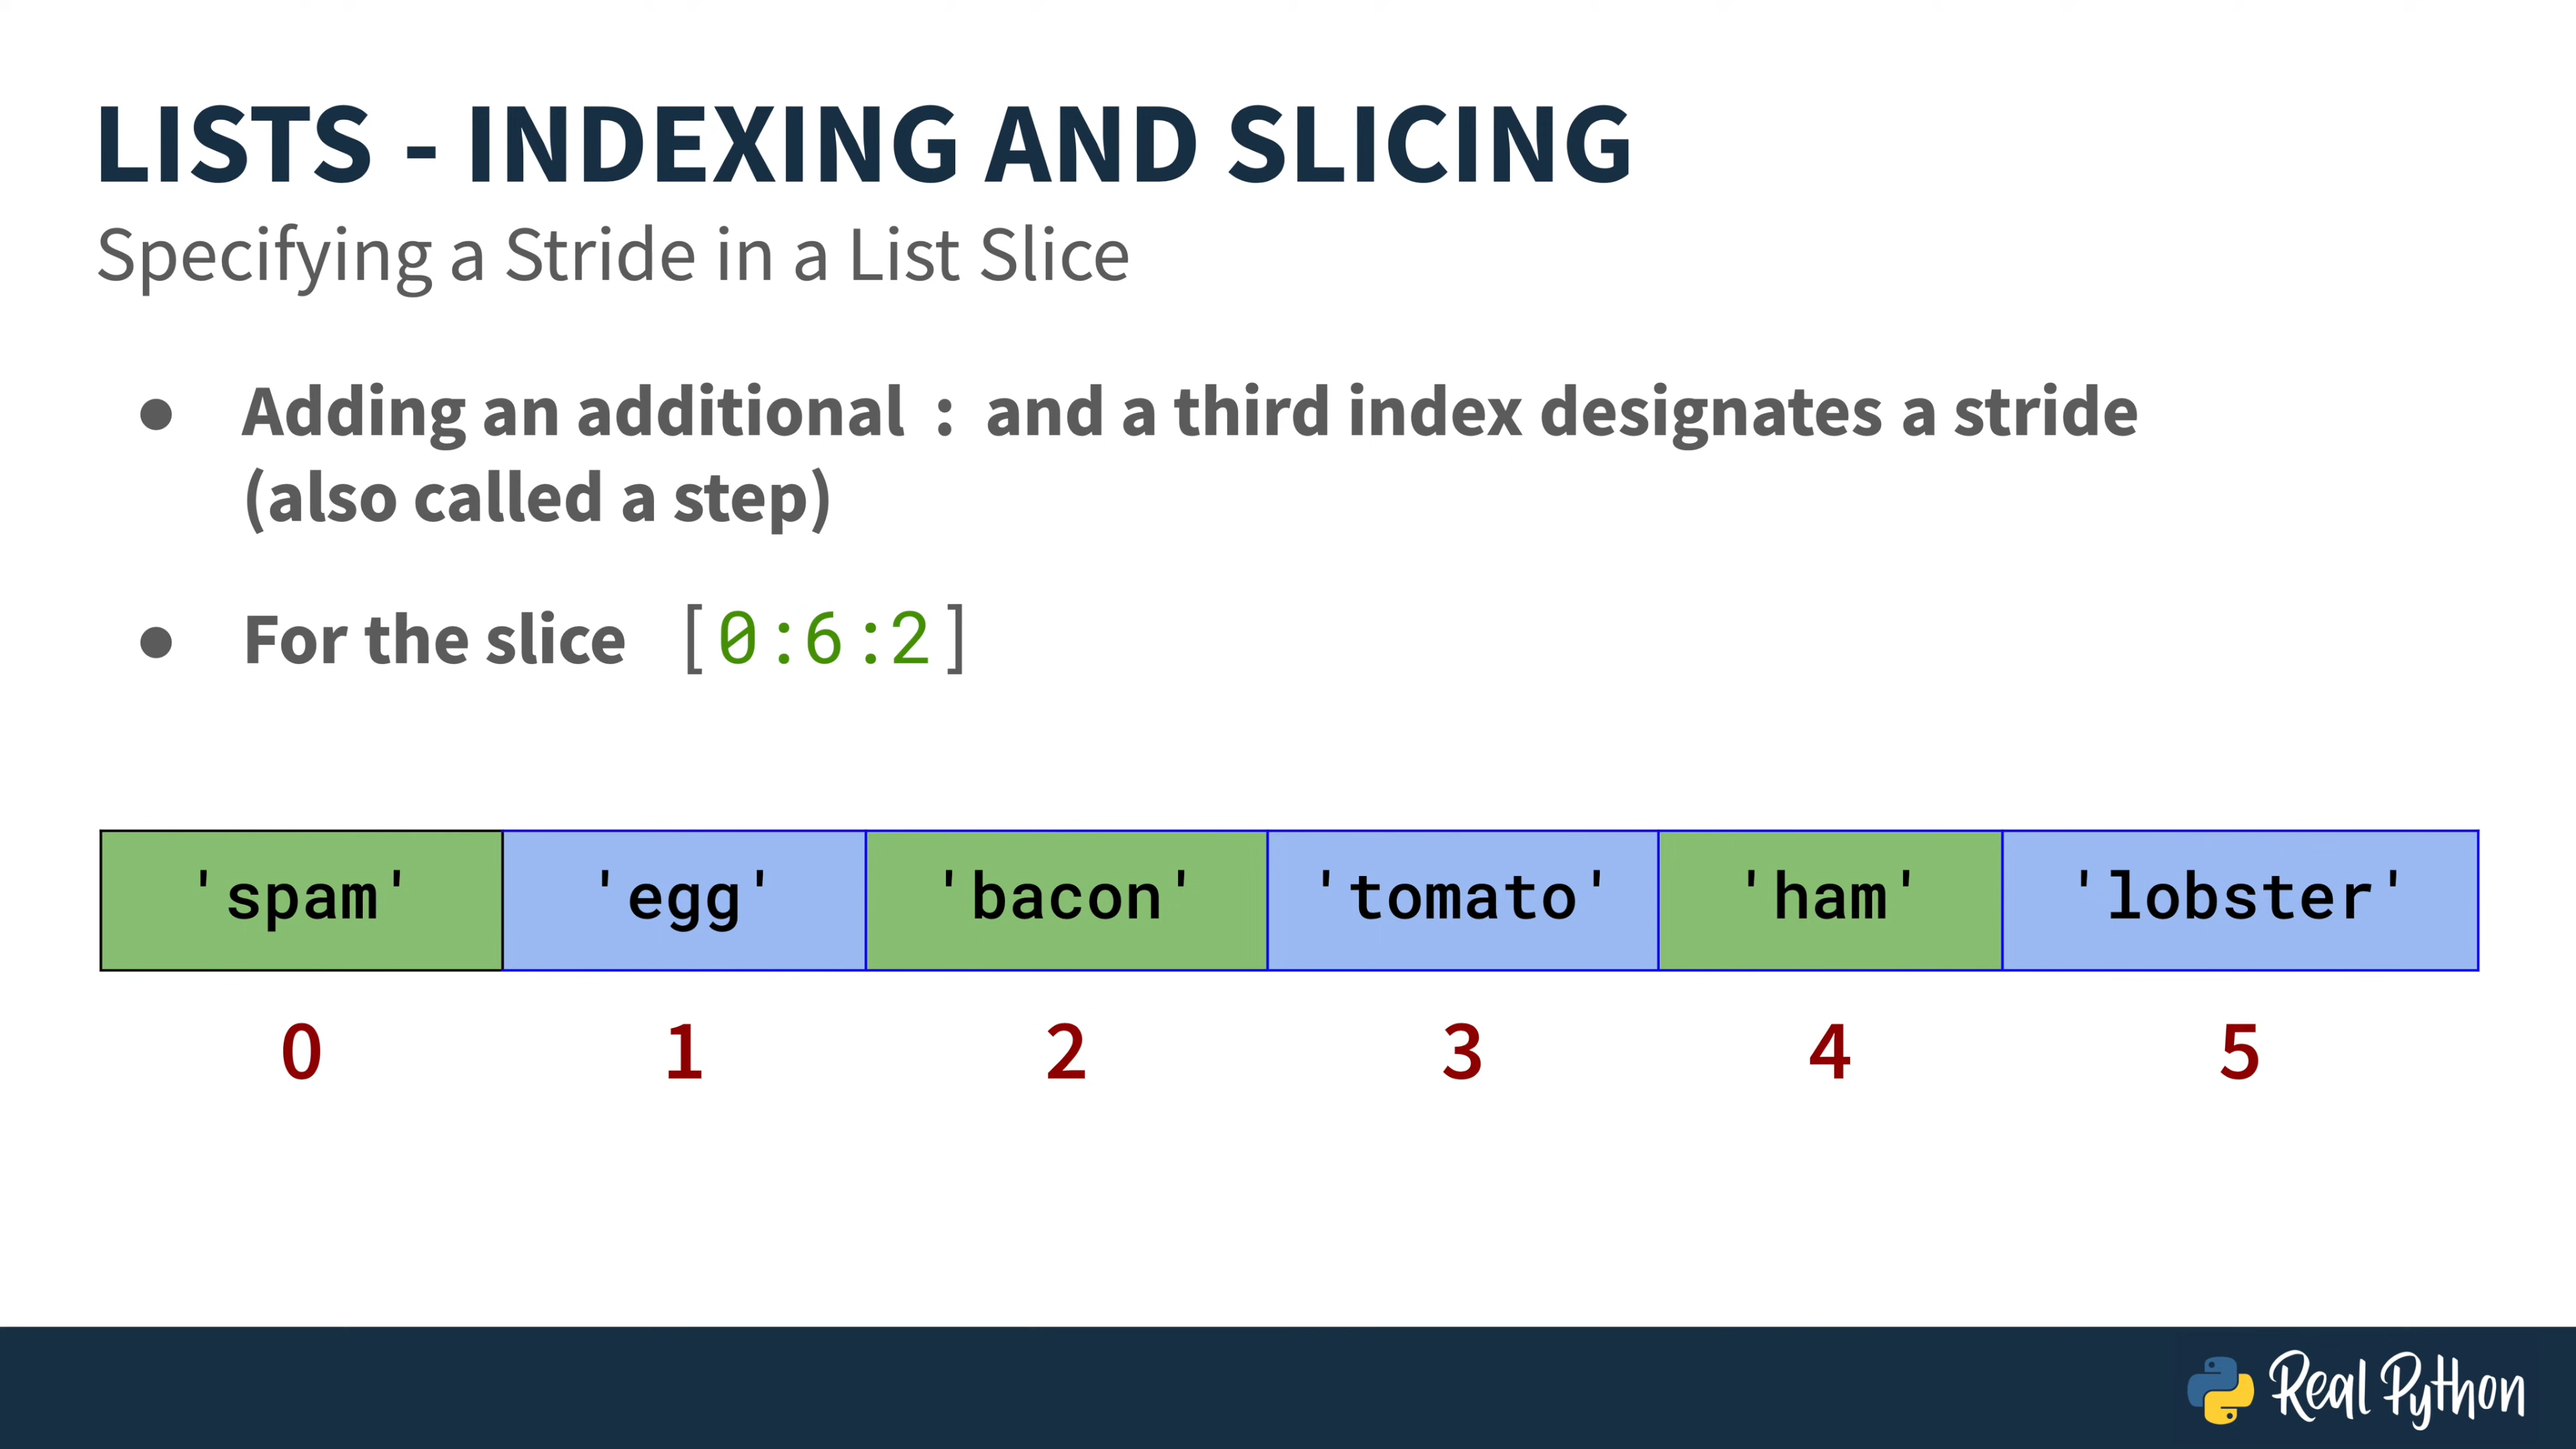 LISTS - INDEXING AND SLICING
Specifying a Stride in a List Slice
● Adding an additional : and a third index designates a stride
(also called a step)
● For the slice [0:6:2]
'spam' 'egg' 'bacon' 'tomato' 'ham' 'lobster'
0 1 2 3 4 5
Real Python